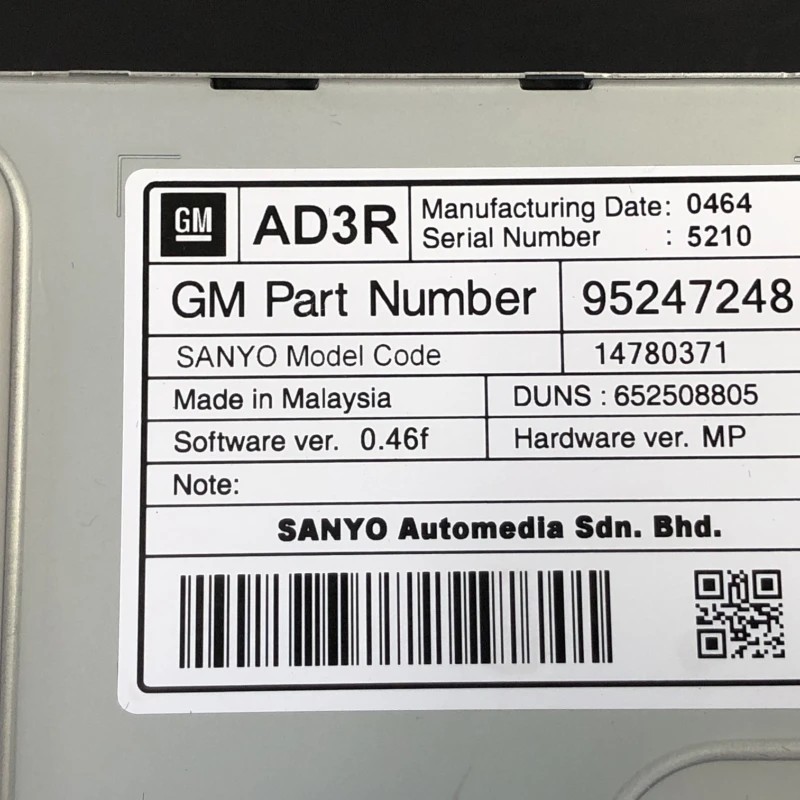 GM AD3R Manufacturing Date: 0464
Serial Number : 5210
GM Part Number 95247248
SANYO Model Code 14780371
Made in Malaysia DUNS : 652508805
Software ver. 0.46f Hardware ver. MP
Note:
SANYO Automedia Sdn. Bhd.